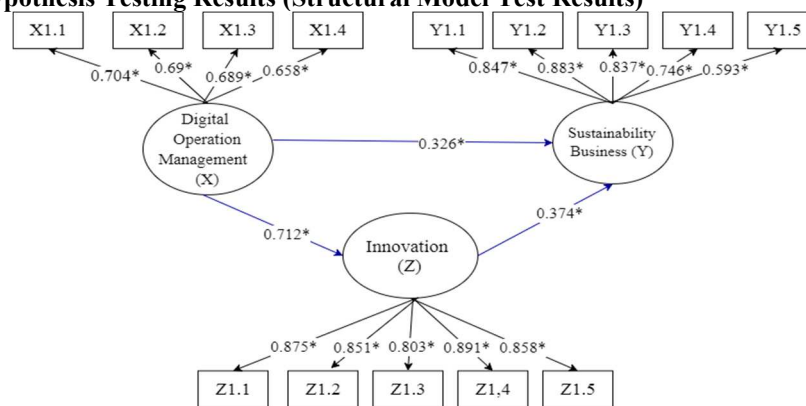 pothesis Testing Results (Structural Model Test Results)
X1.1 X1.2 X1.3 X1.4 Y1.1 Y1.2 Y1.3 Y1.4 Y1.5
0.704* 0.69* 0.689* 0.658* 0.847* 0.883* 0.837* 0.746* 0.593*
Digital
Operation
Management
(X)
0.326*
Sustainability
Business (Y)
0.712*
0.374*
Innovation
(Z)
0.875* 0.851* 0.803* 0.891* 0.858*
Z1.1 Z1.2 Z1.3 Z1,4 Z1.5